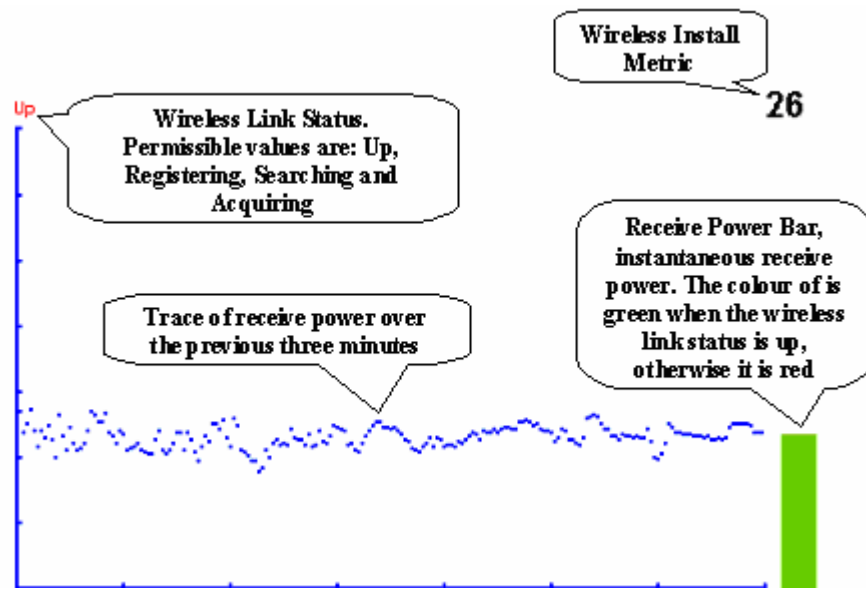 Wireless Install
Metric
26
Up
Wireless Link Status.
Permissible values are: Up,
Registering, Searching and
Acquiring
Receive Power Bar,
instantaneous receive
power. The colour of is
green when the wireless
link status is up,
otherwise it is red
Trace of receive power over
the previous three minutes